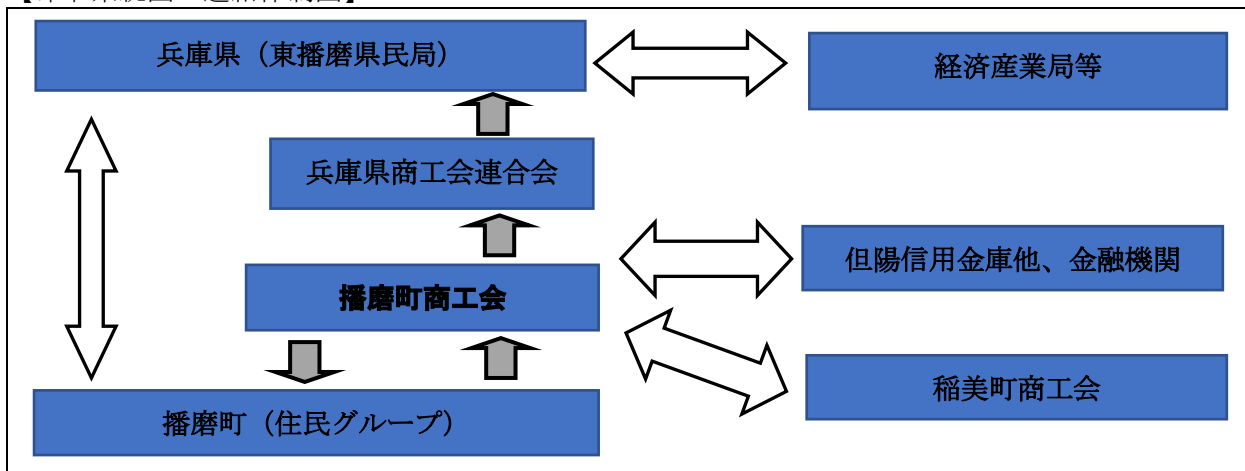 兵庫県（東播磨県民局）
経済産業局等
兵庫県商工会連合会
但陽信用金庫他、金融機関
播磨町商工会
稲美町商工会
播磨町（住民グループ）